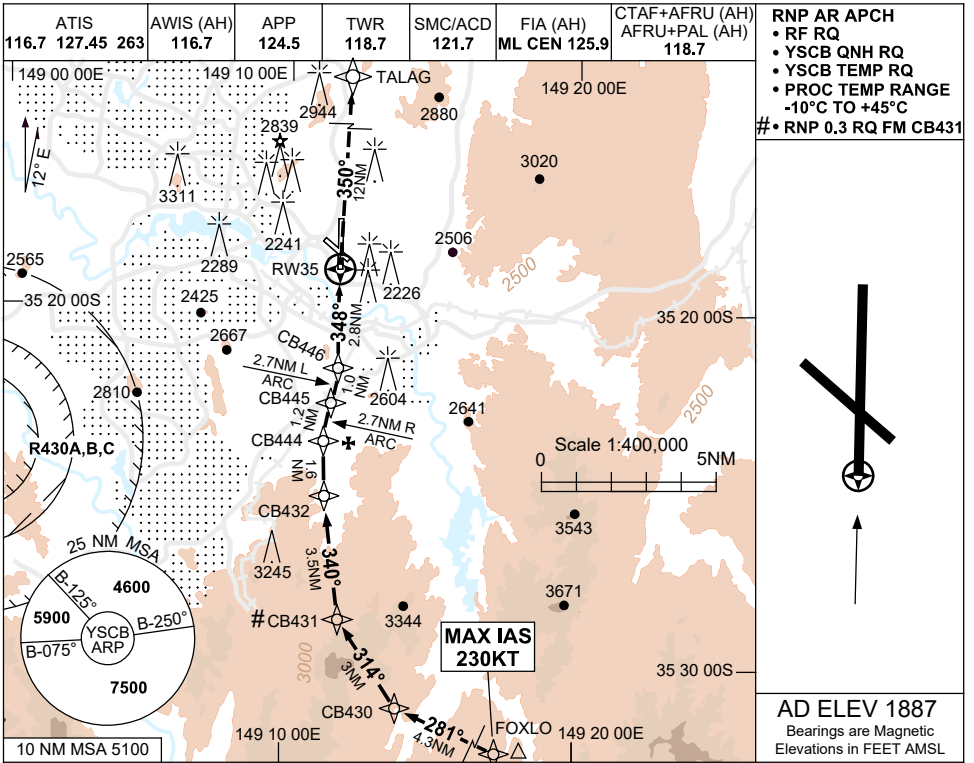 ATIS
116.7 127.45 263
AWIS (AH)
116.7
APP
124.5
TWR
118.7
SMC/ACD
121.7
FIA (AH)
ML CEN 125.9
CTAF+AFRU (AH)
AFRU+PAL (AH)
118.7
RNP AR APCH
• RF RQ
• YSCB QNH RQ
• YSCB TEMP RQ
• PROC TEMP RANGE
-10°C TO +45°C
#• RNP 0.3 RQ FM CB431
149 00 00E
149 10 00E
TALAG
149 20 00E
2944
2880
2839
12° E
350°
12NM
3020
3311
2241
2289
2506
2565
RW35
2226
2500
35 20 00S
2425
348°
2.8NM
35 20 00S
2667
CB446
2.7NM L
ARC
1.0
NM
2604
2810
CB445
2500
1.2
NM
2.7NM R
ARC
2641
CB444
R430A,B,C
Scale 1:400,000
0
5NM
1.6
NM
CB432
3543
25 NM MSA
3245
340°
3.5NM
B-125°
4600
5900
B-250°
YSCB
ARP
B-075°
7500
3671
3344
# CB431
MAX IAS
230KT
3000
314°
3NM
35 30 00S
CB430
281°
4.3NM
FOXLO
149 10 00E
149 20 00E
10 NM MSA 5100
AD ELEV 1887
Bearings are Magnetic
Elevations in FEET AMSL